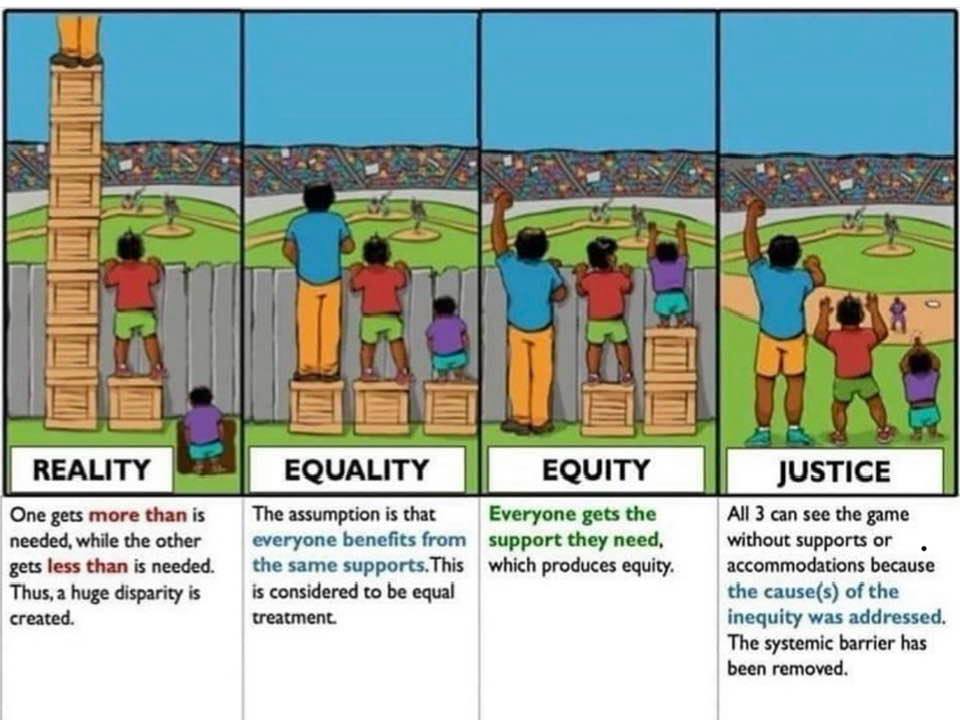 REALITY
EQUALITY
EQUITY
JUSTICE
One gets more than is
needed, while the other
gets less than is needed.
Thus, a huge disparity is
created.
The assumption is that
everyone benefits from
the same supports.This
is considered to be equal
treatment.
Everyone gets the
support they need,
which produces equity.
All 3 can see the game
without supports or
accommodations because
the cause(s) of the
inequity was addressed.
The systemic barrier has
been removed.